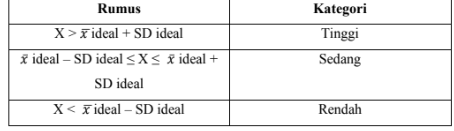 Rumus Kategori
X > x̄ ideal + SD ideal Tinggi
x̄ ideal – SD ideal ≤ X ≤ x̄ ideal + Sedang
SD ideal
X < x̄ ideal – SD ideal Rendah